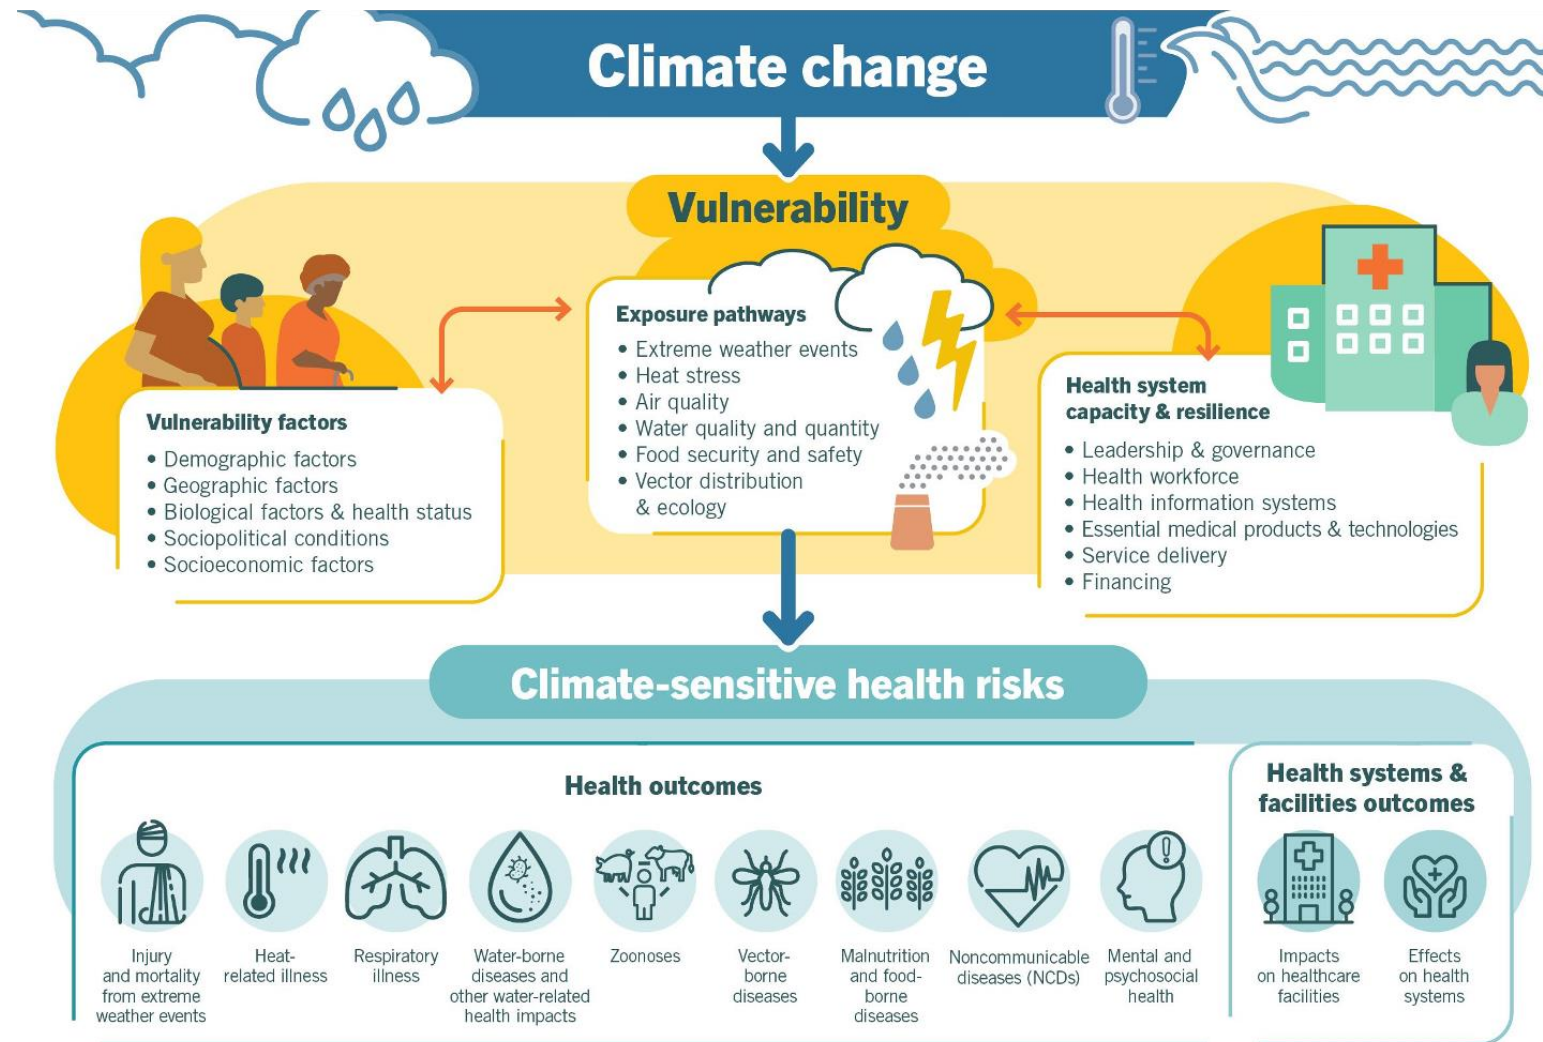 Climate change
Vulnerability
Vulnerability factors
• Demographic factors
• Geographic factors
• Biological factors & health status
• Sociopolitical conditions
• Socioeconomic factors
Exposure pathways
• Extreme weather events
• Heat stress
• Air quality
• Water quality and quantity
• Food security and safety
• Vector distribution
& ecology
Health system
capacity & resilience
• Leadership & governance
• Health workforce
• Health information systems
• Essential medical products & technologies
• Service delivery
• Financing
Climate-sensitive health risks
Health outcomes
Injury
and mortality
from extreme
weather events
Heat-
related illness
Respiratory
illness
Water-borne
diseases and
other water-related
health impacts
Zoonoses
Vector-
borne
diseases
Malnutrition
and food-
borne
diseases
Noncommunicable
diseases (NCDs)
Mental and
psychosocial
health
Health systems &
facilities outcomes
Impacts
on healthcare
facilities
Effects
on health
systems